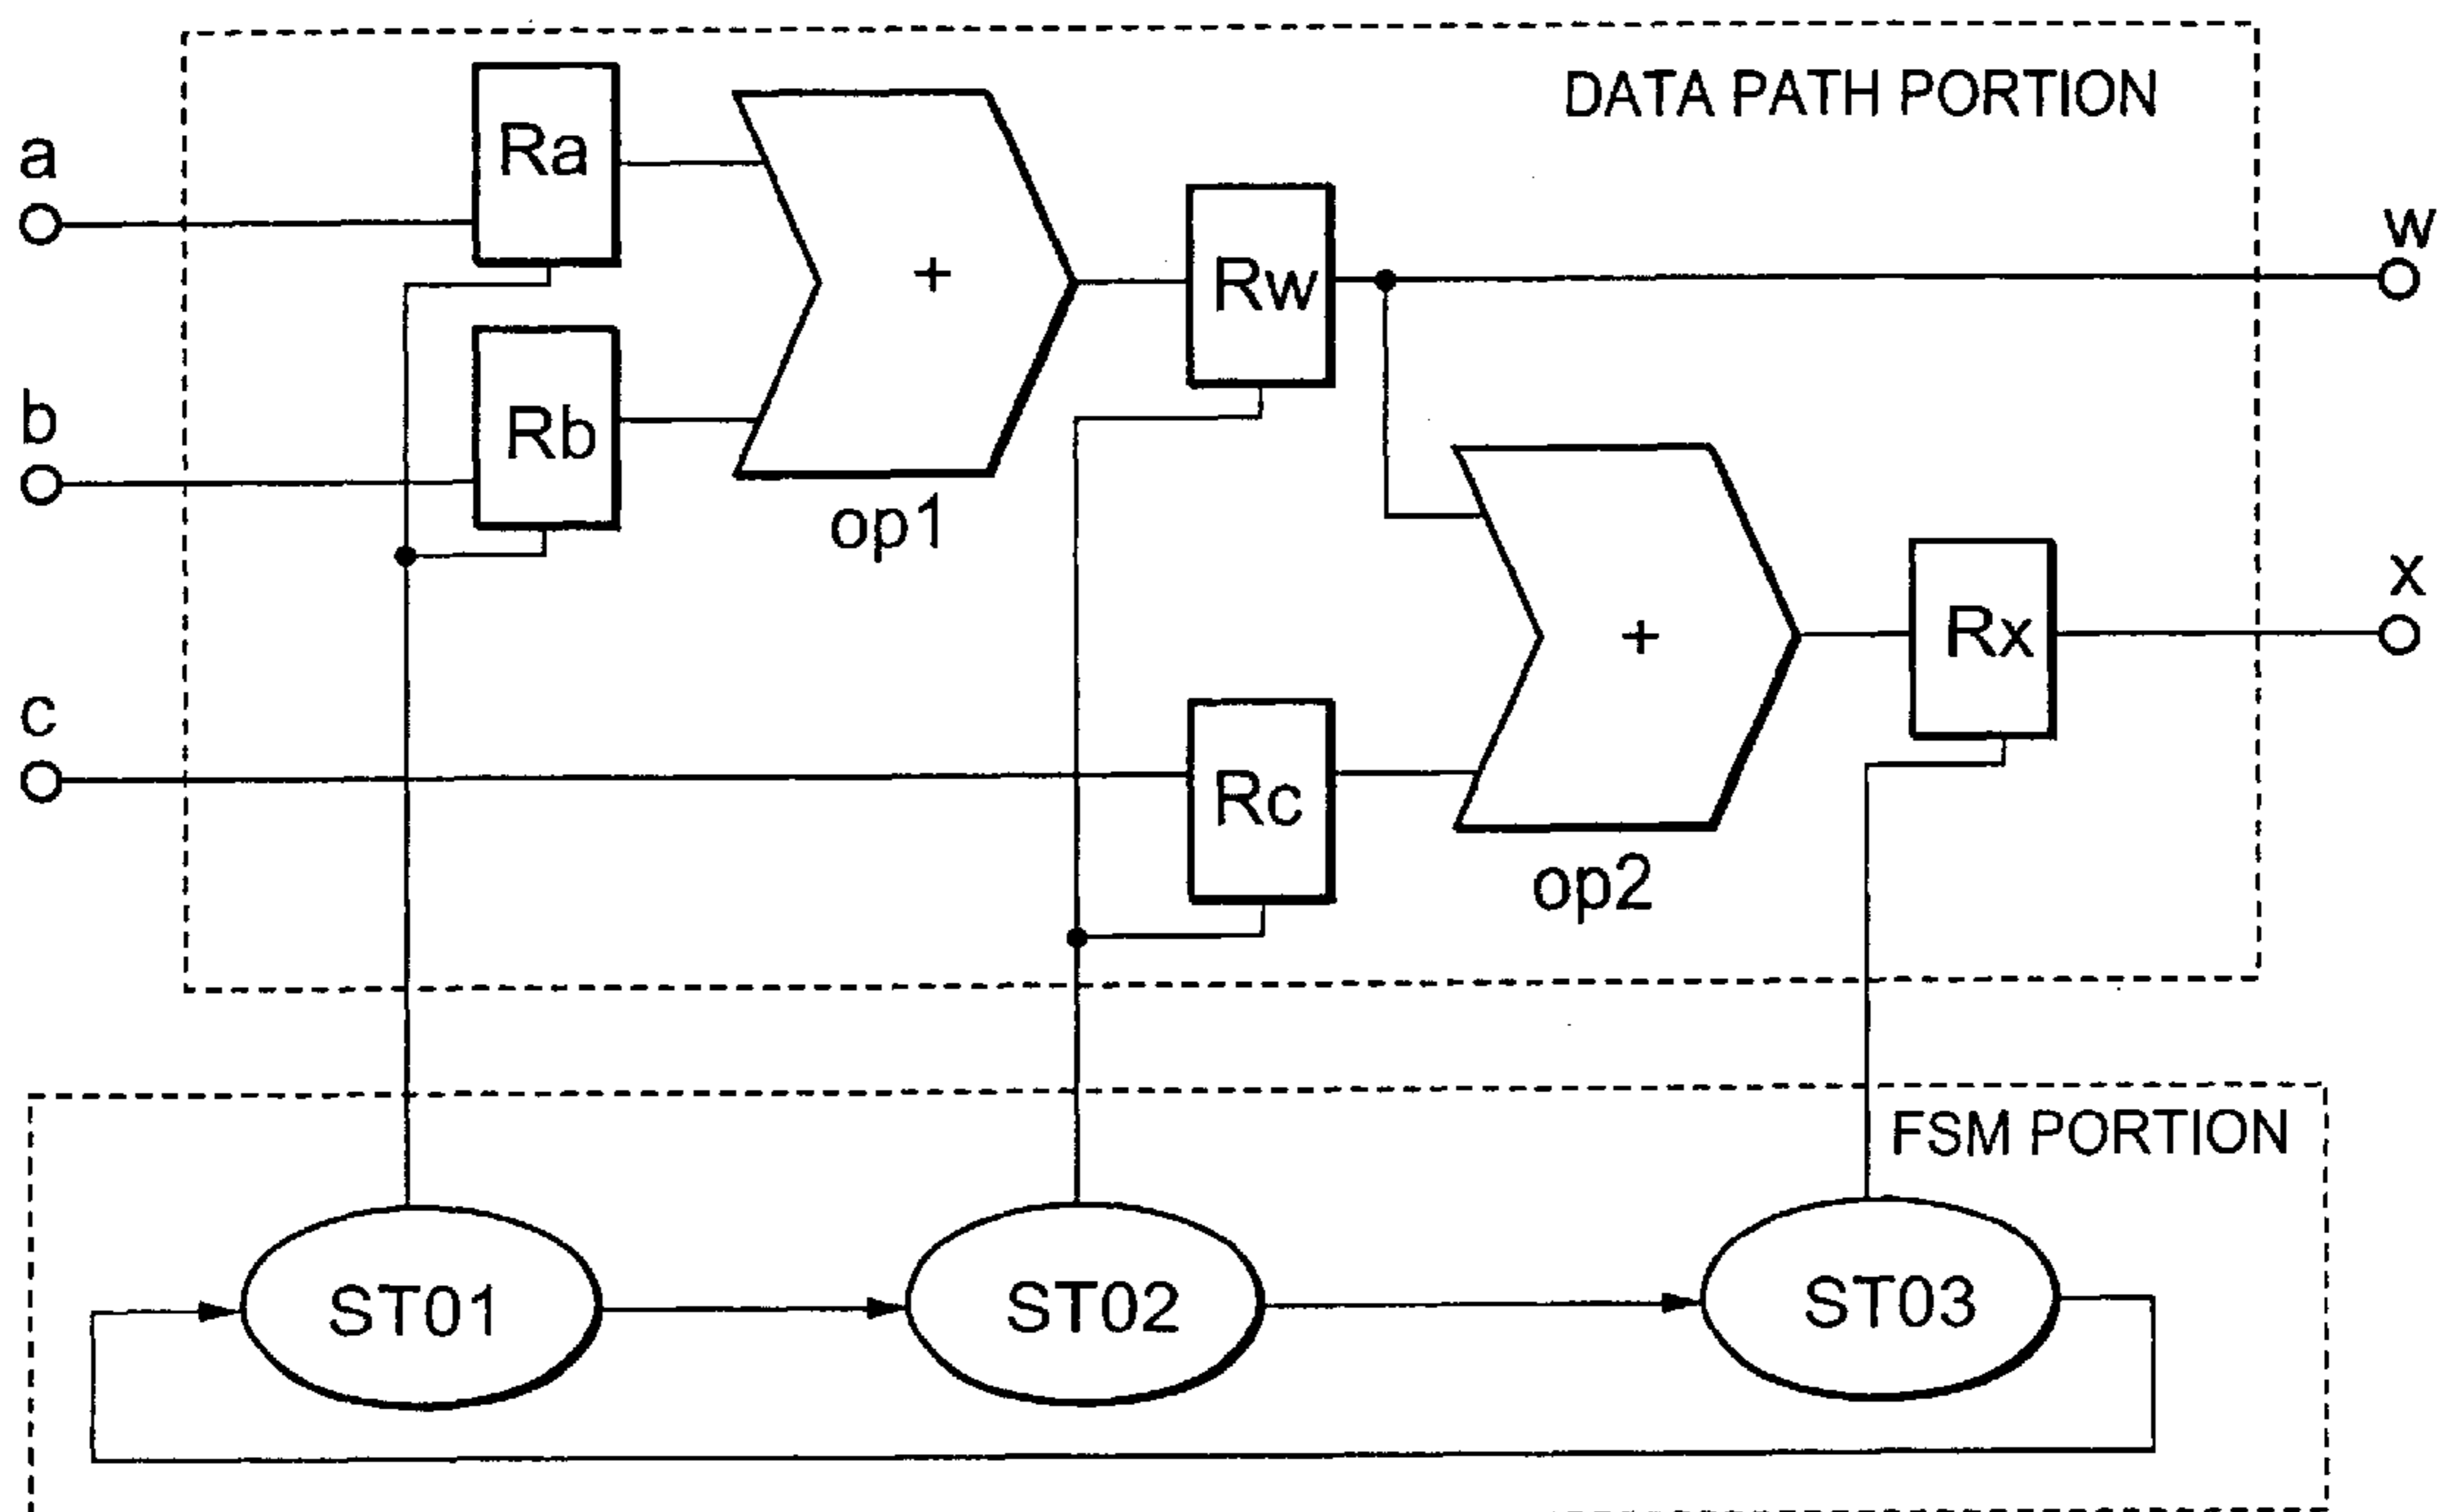 DATA PATH PORTION
a
Ra
+
w
Rw
b
Rb
op1
x
+
Rx
c
Rc
op2
FSM PORTION
ST01
ST02
ST03